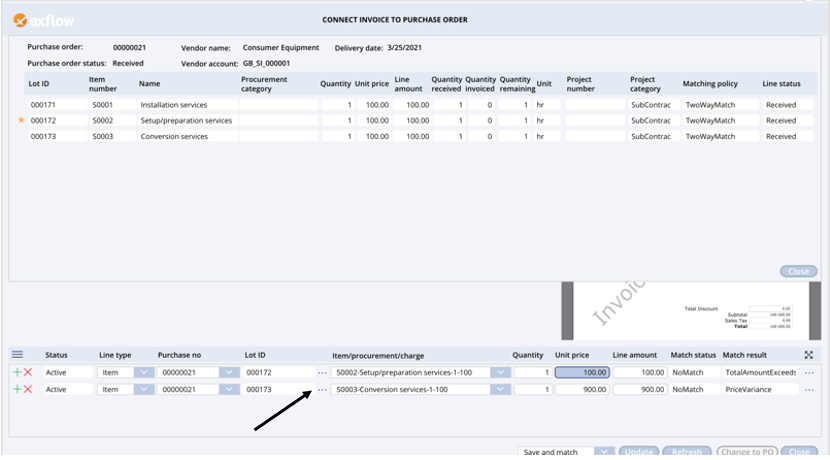 exflow
CONNECT INVOICE TO PURCHASE ORDER
Purchase order: 00000021 Vendor name: Consumer Equipment Delivery date: 3/25/2021
Purchase order status: Received Vendor account: GB_SI_000001
Lot ID Item number Name Procurement category Quantity Unit price Line amount Quantity received Quantity invoiced Quantity remaining Unit Project number Project category Matching policy Line status
000171 S0001 Installation services 1 100.00 100.00 1 0 1 hr SubContrac TwoWayMatch Received
000172 S0002 Setup/preparation services 1 100.00 100.00 1 0 1 hr SubContrac TwoWayMatch Received
000173 S0003 Conversion services 1 100.00 100.00 1 0 1 hr SubContrac TwoWayMatch Received
Close
Invoic
Total Discount 0.00
Subtotal
Sales Tax 0.00
Total
Status Line type Purchase no Lot ID Item/procurement/charge Quantity Unit price Line amount Match status Match result
Active Item 00000021 000172 ... S0002-Setup/preparation services-1-100 1 100.00 100.00 NoMatch TotalAmountExceeds ...
Active Item 00000021 000173 ... S0003-Conversion services-1-100 1 900.00 900.00 NoMatch PriceVariance ...
Save and match Update Refresh Change to PO Close